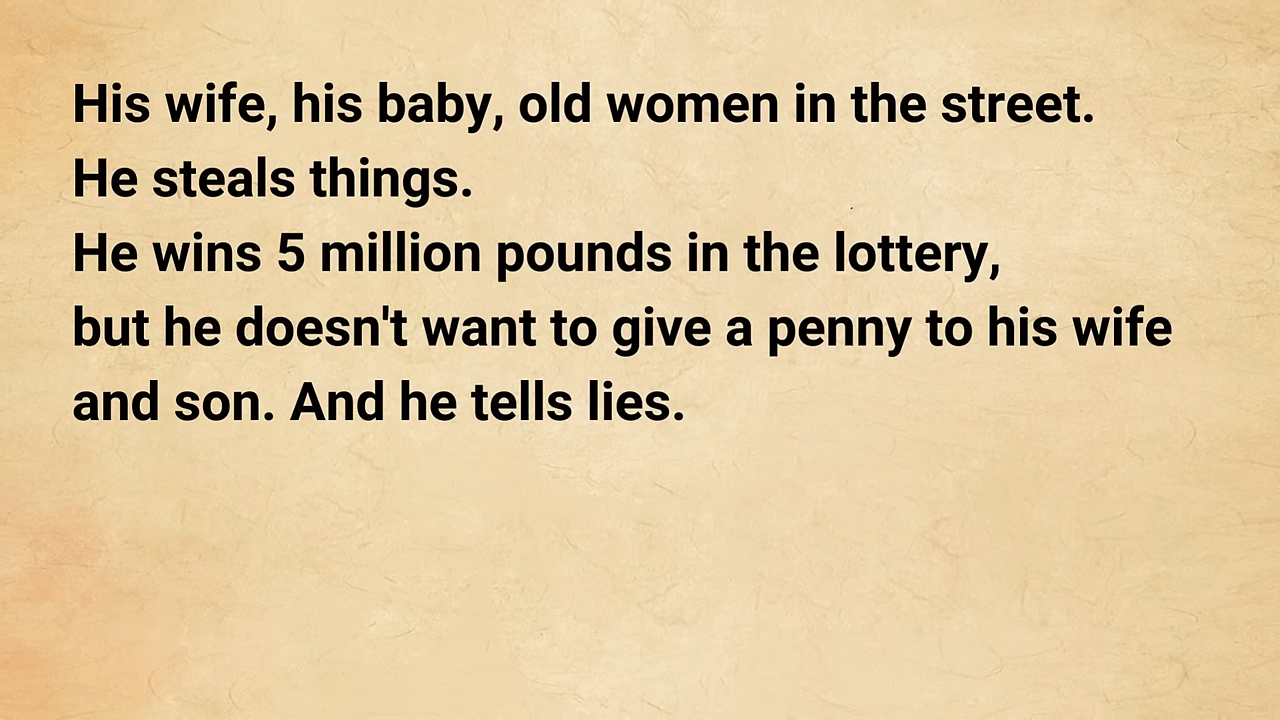 His wife, his baby, old women in the street.
He steals things.
He wins 5 million pounds in the lottery,
but he doesn't want to give a penny to his wife
and son. And he tells lies.